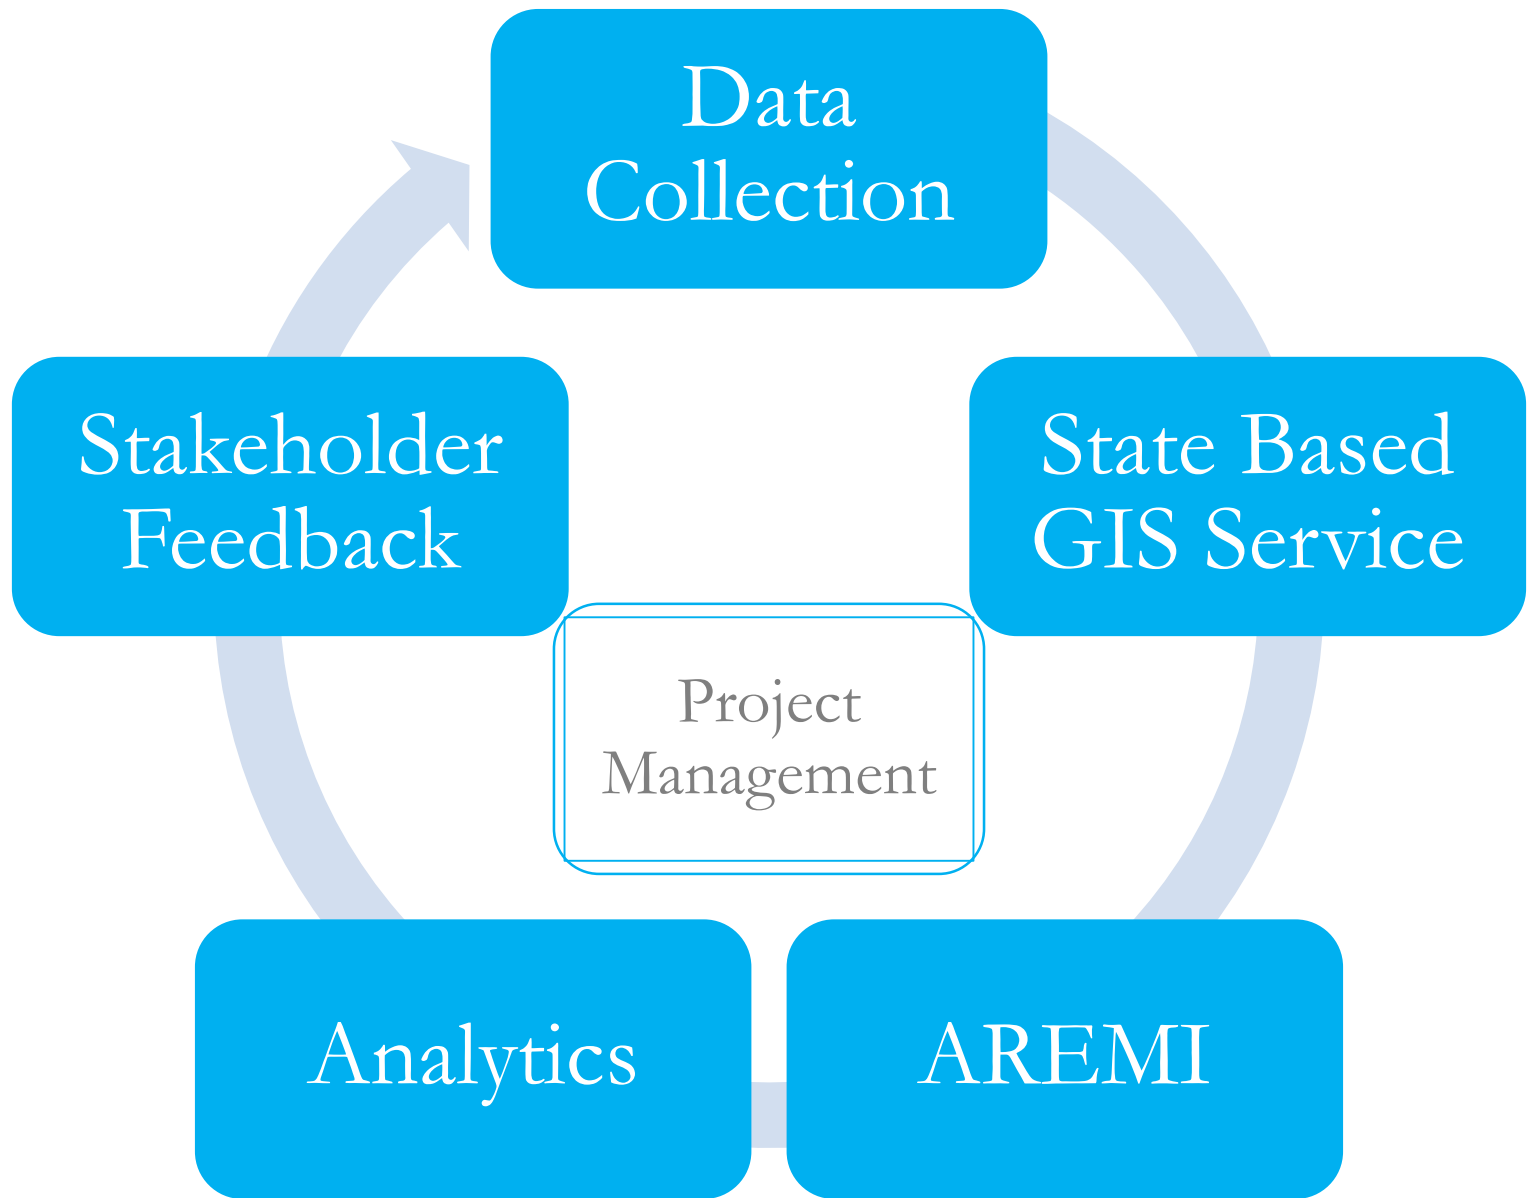 Data
Collection
State Based
GIS Service
AREMI
Analytics
Stakeholder
Feedback
Project
Management